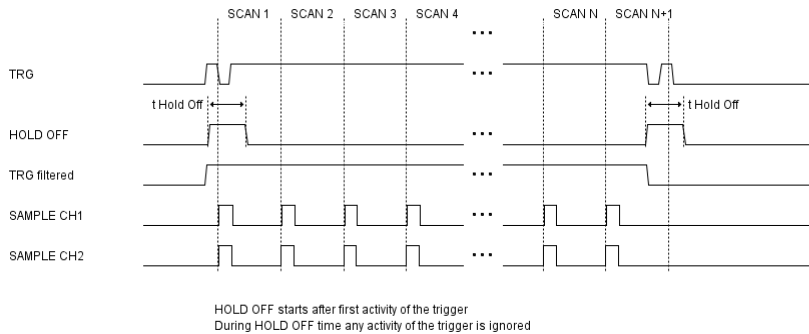 SCAN 1 SCAN 2 SCAN 3 SCAN 4 ... SCAN N SCAN N+1
TRG ...
t Hold Off t Hold Off
HOLD OFF ...
TRG filtered ...
SAMPLE CH1 ...
SAMPLE CH2 ...
HOLD OFF starts after first activity of the trigger
During HOLD OFF time any activity of the trigger is ignored